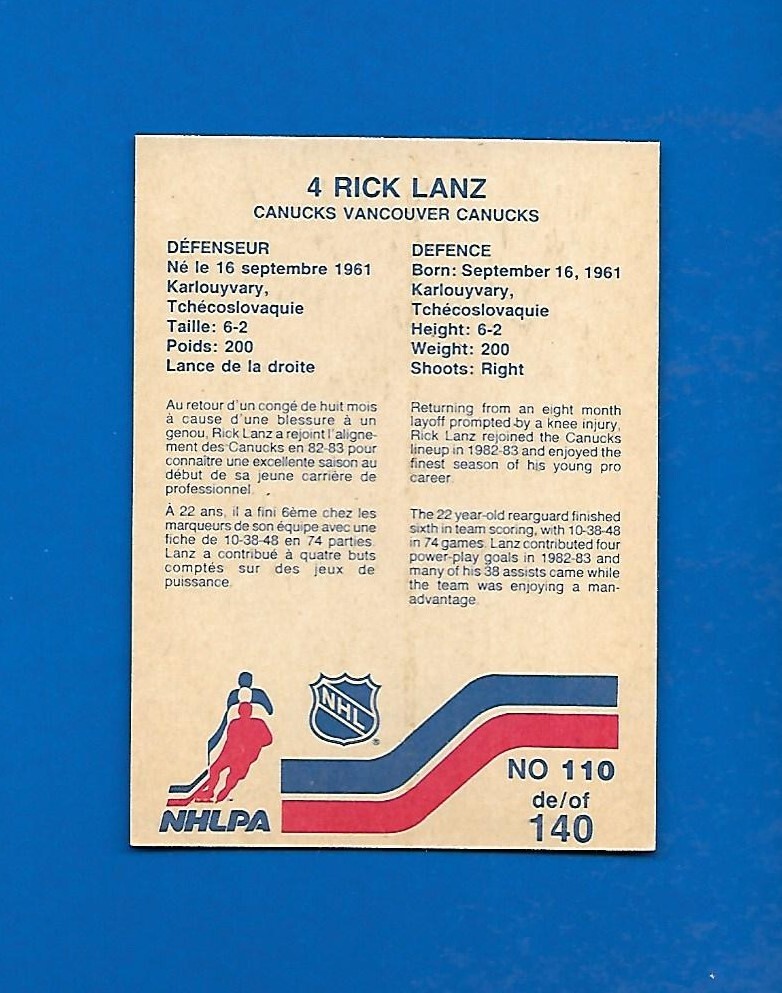 4 RICK LANZ
CANUCKS VANCOUVER CANUCKS
DÉFENSEUR
Né le 16 septembre 1961
Karlouyvary,
Tchécoslovaquie
Taille: 6-2
Poids: 200
Lance de la droite
Au retour d'un congé de huit mois
à cause d'une blessure à un
genou, Rick Lanz a rejoint l'aligne-
ment des Canucks en 82-83 pour
connaître une excellente saison au
début de sa jeune carrière de
professionnel.
À 22 ans, il a fini 6ème chez les
marqueurs de son équipe avec une
fiche de 10-38-48 en 74 parties.
Lanz a contribué à quatre buts
comptés sur des jeux de
puissance.
DEFENCE
Born: September 16, 1961
Karlouyvary,
Tchécoslovaquie
Height: 6-2
Weight: 200
Shoots: Right
Returning from an eight month
layoff prompted by a knee injury,
Rick Lanz rejoined the Canucks
lineup in 1982-83 and enjoyed the
finest season of his young pro
career.
The 22 year-old rearguard finished
sixth in team scoring, with 10-38-48
in 74 games. Lanz contributed four
power-play goals in 1982-83 and
many of his 38 assists came while
the team was enjoying a man-
advantage.
NHLPA
NHL
®
NO 110
de/of
140